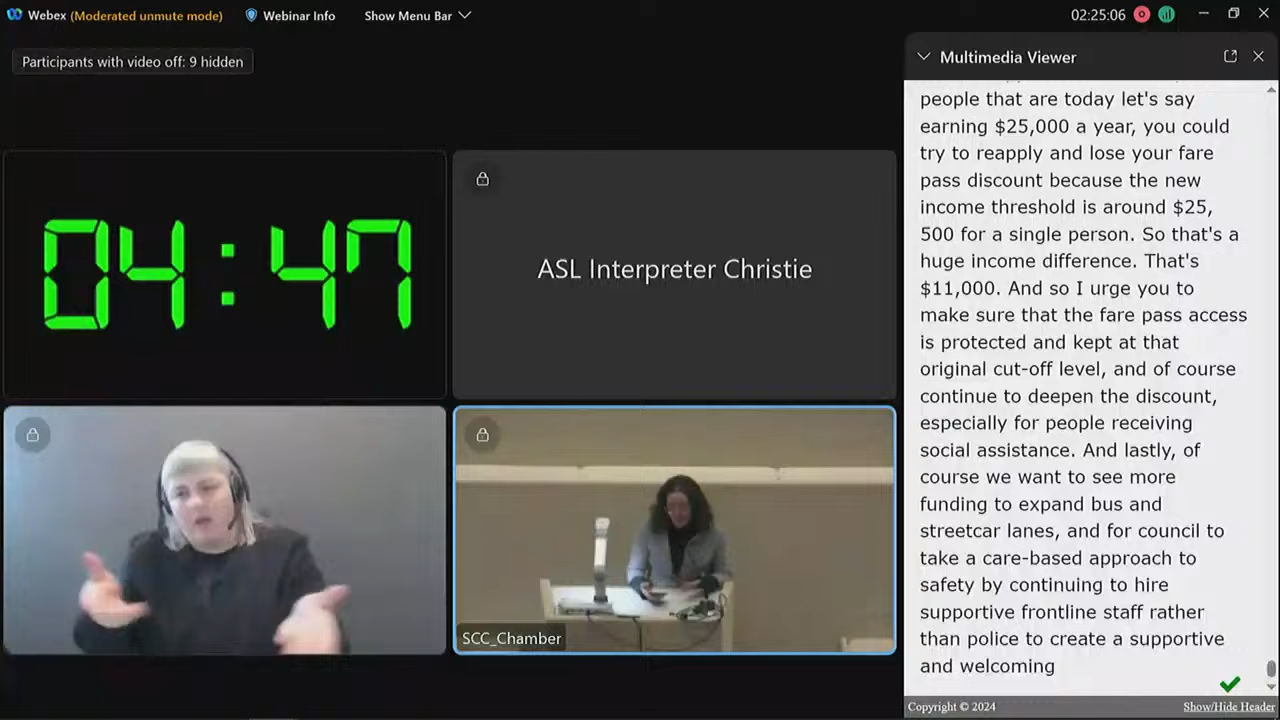 Webex (Moderated unmute mode) Webinar Info Show Menu Bar 02:25:06
Participants with video off: 9 hidden
Multimedia Viewer
04:47
ASL Interpreter Christie
SCC_Chamber
people that are today let's say
earning $25,000 a year, you could
try to reapply and lose your fare
pass discount because the new
income threshold is around $25,
500 for a single person. So that's a
huge income difference. That's
$11,000. And so I urge you to
make sure that the fare pass access
is protected and kept at that
original cut-off level, and of course
continue to deepen the discount,
especially for people receiving
social assistance. And lastly, of
course we want to see more
funding to expand bus and
streetcar lanes, and for council to
take a care-based approach to
safety by continuing to hire
supportive frontline staff rather
than police to create a supportive
and welcoming
Copyright © 2024 Show/Hide Header